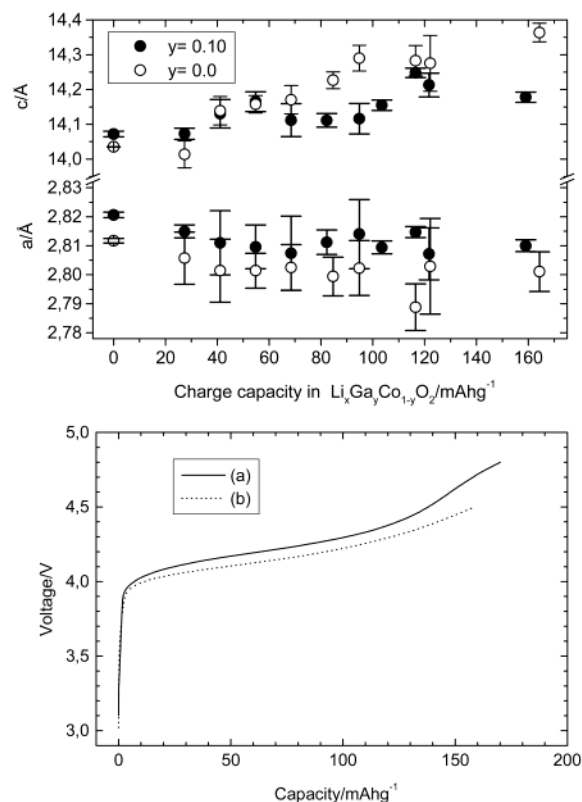 14,4
14,3
14,2
14,1
14,0
c/Å
y= 0.10
y= 0.0
2,83
2,82
2,81
2,80
2,79
2,78
a/Å
0 20 40 60 80 100 120 140 160
Charge capacity in LiₓGaᵧCo₁₋ᵧO₂/mAhg⁻¹
5,0
4,5
4,0
3,5
3,0
Voltage/V
(a)
(b)
0 50 100 150 200
Capacity/mAhg⁻¹